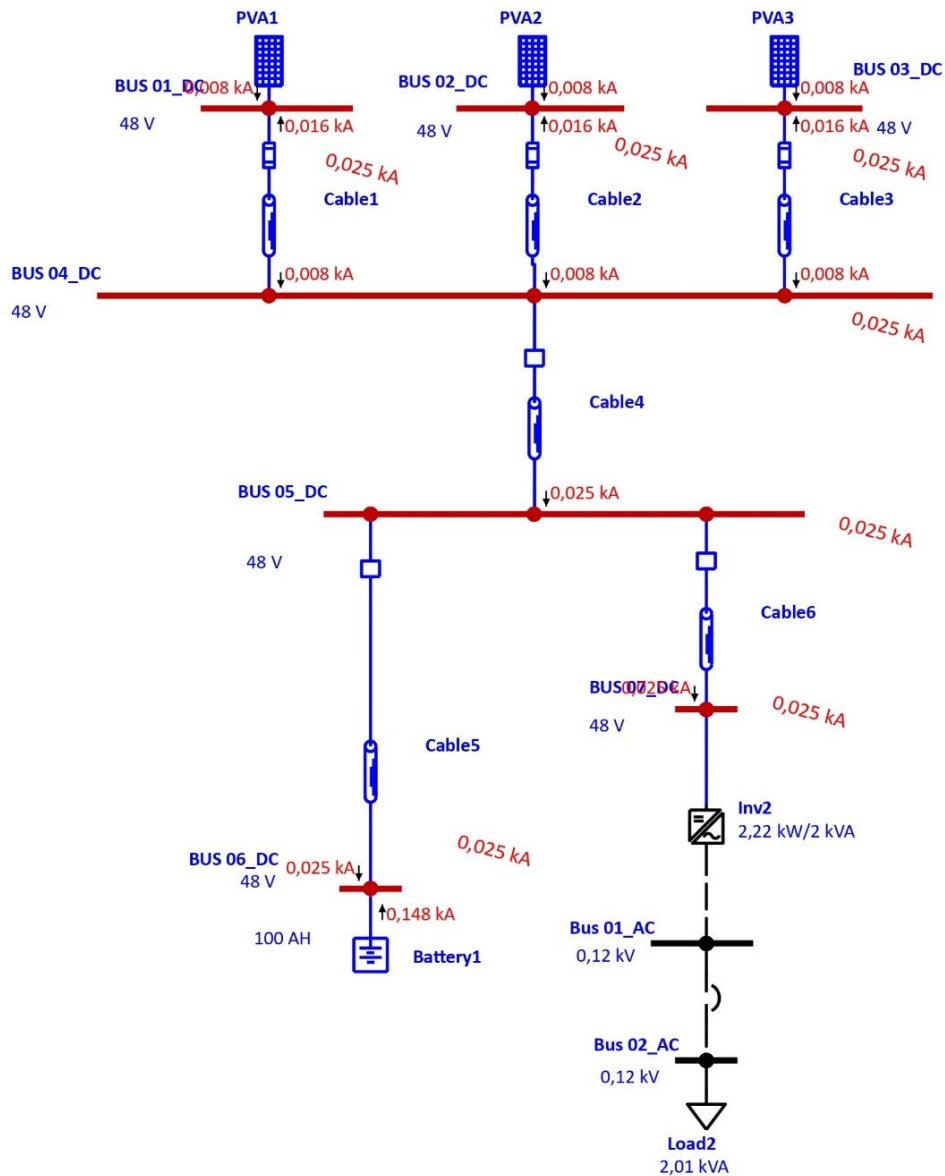 PVA1
PVA2
PVA3
BUS 01_DC
0,008 kA
BUS 02_DC
0,008 kA
BUS 03_DC
0,008 kA
48 V
0,016 kA
48 V
0,016 kA
0,016 kA
48 V
0,025 kA
0,025 kA
0,025 kA
Cable1
Cable2
Cable3
BUS 04_DC
0,008 kA
0,008 kA
0,008 kA
48 V
0,025 kA
Cable4
BUS 05_DC
0,025 kA
0,025 kA
48 V
Cable6
BUS 07_DC
0,025 kA
0,025 kA
48 V
Cable5
Inv2
2,22 kW/2 kVA
BUS 06_DC
0,025 kA
0,025 kA
48 V
0,148 kA
100 AH
Battery1
Bus 01_AC
0,12 kV
Bus 02_AC
0,12 kV
Load2
2,01 kVA